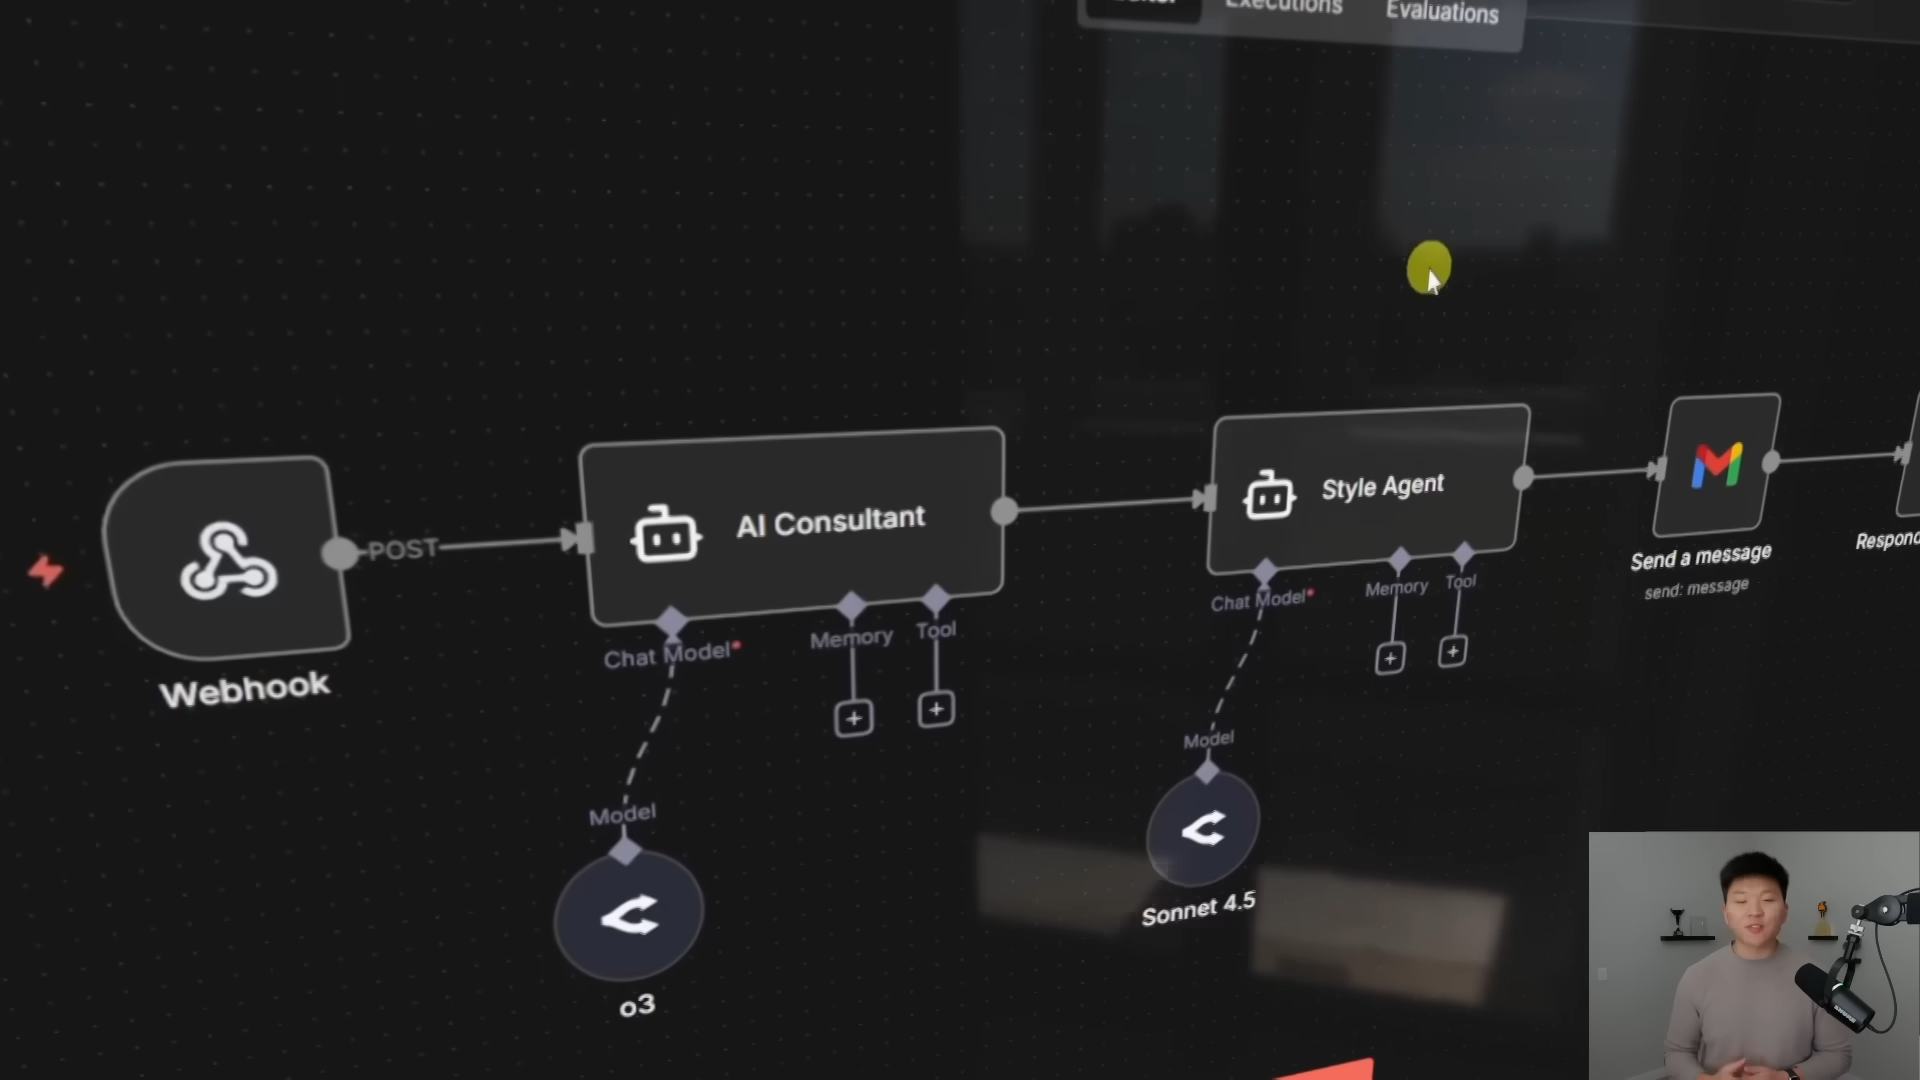 Executions
Evaluations
POST
AI Consultant
Style Agent
Webhook
Chat Model*
Memory
Tool
Chat Model*
Memory
Tool
Send a message
send: message
Respond
Model
Model
Sonnet 4.5
o3